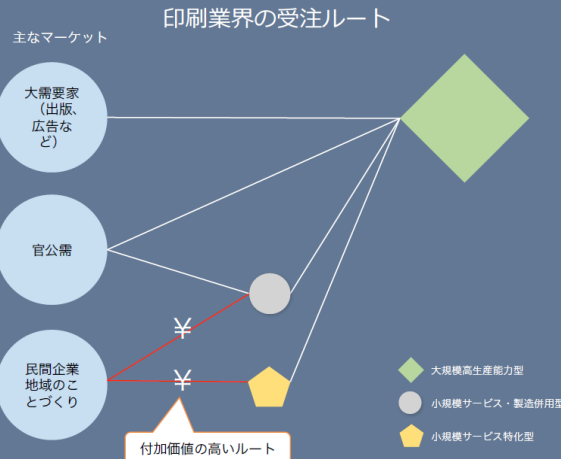 印刷業界の受注ルート
主なマーケット
大需要家
（出版、
広告な
ど）
官公需
¥
¥
民間企業
地域のこ
とづくり
付加価値の高いルート
大規模高生産能力型
小規模サービス・製造併用型
小規模サービス特化型